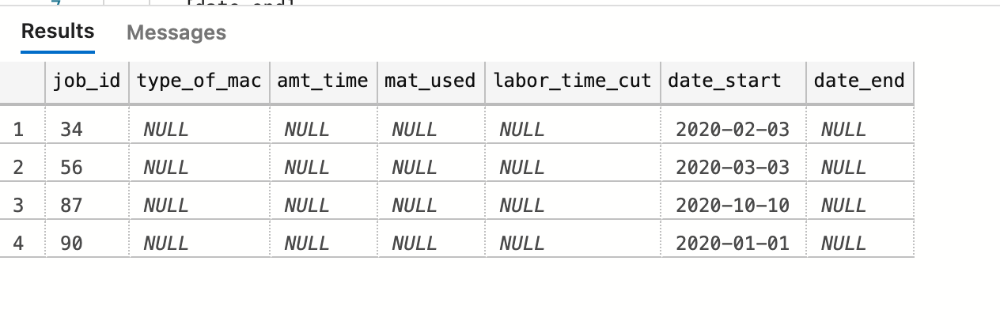 7 [date_end]
Results Messages
job_id type_of_mac amt_time mat_used labor_time_cut date_start date_end
1 34 NULL NULL NULL NULL 2020-02-03 NULL
2 56 NULL NULL NULL NULL 2020-03-03 NULL
3 87 NULL NULL NULL NULL 2020-10-10 NULL
4 90 NULL NULL NULL NULL 2020-01-01 NULL